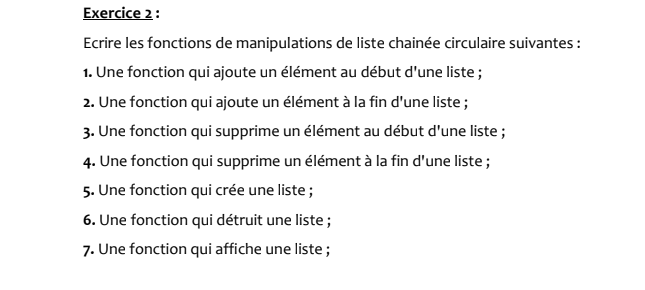 Exercice 2 :
Ecrire les fonctions de manipulations de liste chainée circulaire suivantes :
1. Une fonction qui ajoute un élément au début d'une liste ;
2. Une fonction qui ajoute un élément à la fin d'une liste ;
3. Une fonction qui supprime un élément au début d'une liste ;
4. Une fonction qui supprime un élément à la fin d'une liste ;
5. Une fonction qui crée une liste ;
6. Une fonction qui détruit une liste ;
7. Une fonction qui affiche une liste ;